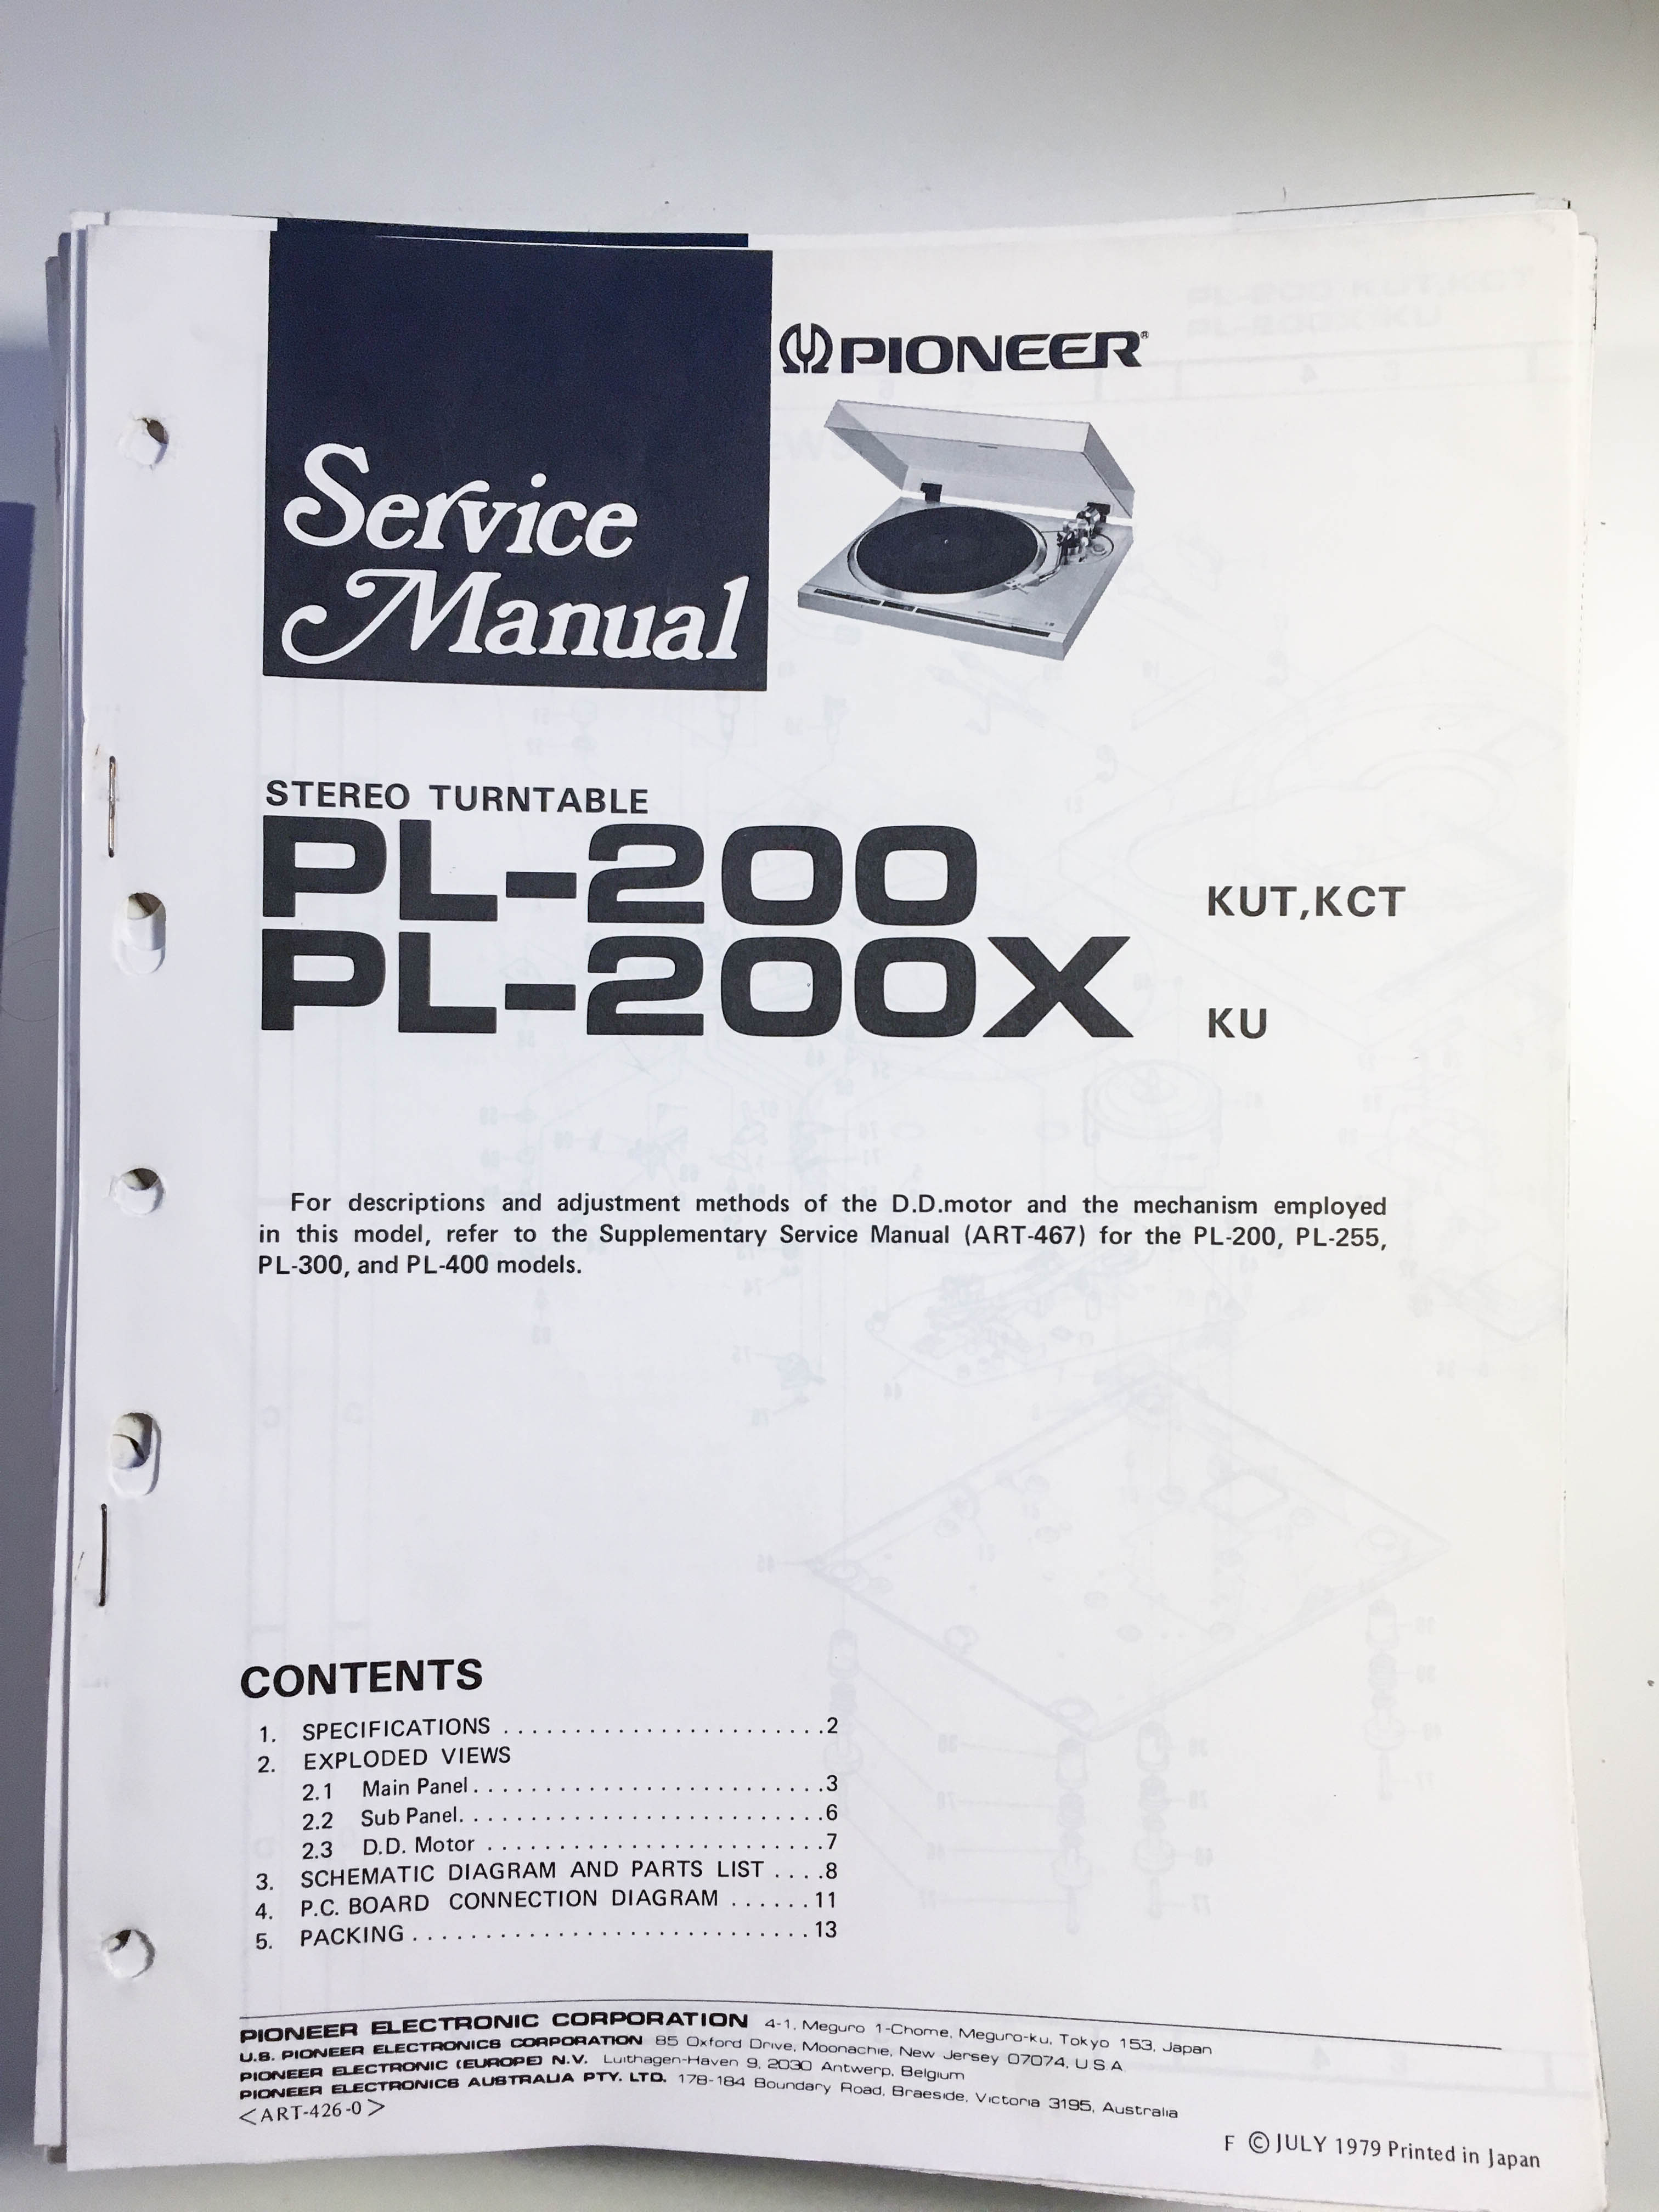 PIONEER®
Service
Manual
STEREO TURNTABLE
PL-200 KUT,KCT
PL-200X KU
For descriptions and adjustment methods of the D.D.motor and the mechanism employed
in this model, refer to the Supplementary Service Manual (ART-467) for the PL-200, PL-255,
PL-300, and PL-400 models.
CONTENTS
1. SPECIFICATIONS ........................2
2. EXPLODED VIEWS
2.1 Main Panel..........................3
2.2 Sub Panel...........................6
2.3 D.D. Motor .........................7
3. SCHEMATIC DIAGRAM AND PARTS LIST ....8
4. P.C. BOARD CONNECTION DIAGRAM ......11
5. PACKING............................13
PIONEER ELECTRONIC CORPORATION 4-1, Meguro 1-Chome, Meguro-ku, Tokyo 153, Japan
U.S. PIONEER ELECTRONICS CORPORATION 85 Oxford Drive, Moonachie, New Jersey 07074, U.S.A
PIONEER ELECTRONIC (EUROPE) N.V. Luithagen-Haven 9, 2030 Antwerp, Belgium
PIONEER ELECTRONICS AUSTRALIA PTY. LTD. 178-184 Boundary Road, Braeside, Victoria 3195, Australia
<ART-426-0>
F © JULY 1979 Printed in Japan